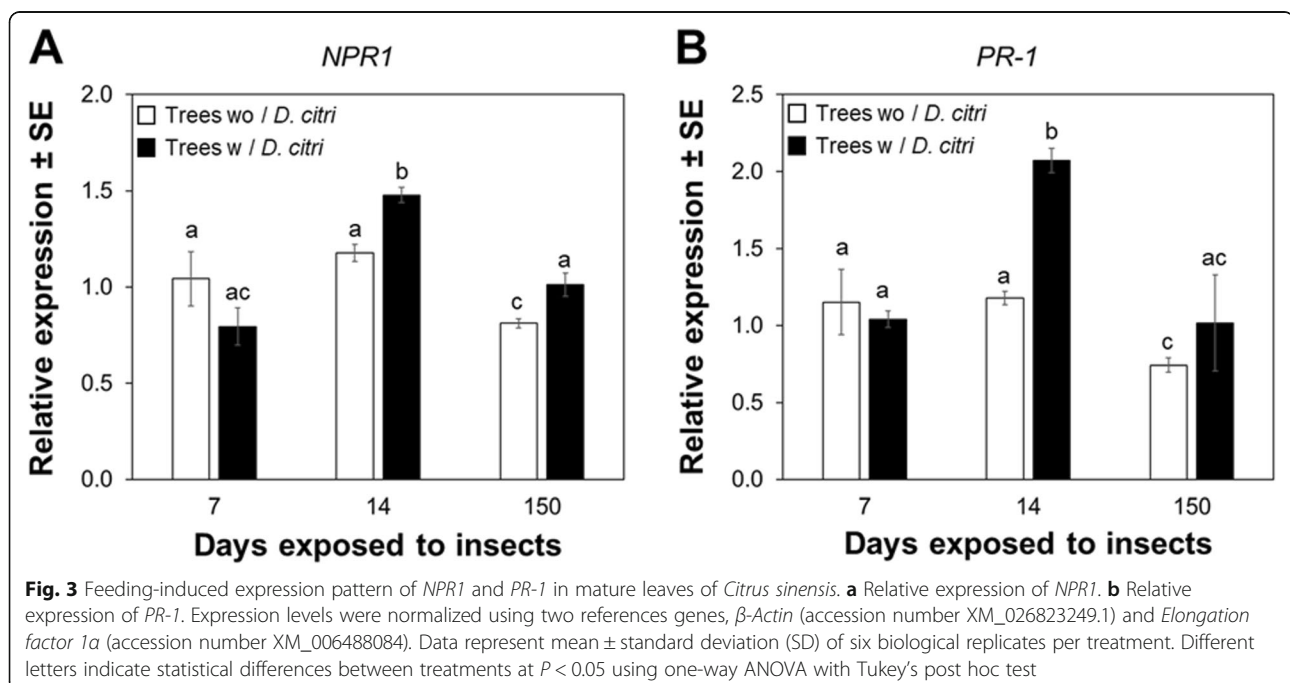 A
NPR1
Relative expression ± SE
2.0
1.5
1.0
0.5
0.0
Trees wo / D. citri
Trees w / D. citri
a
ac
a
b
c
a
7
14
150
Days exposed to insects
B
PR-1
Relative expression ± SE
2.5
2.0
1.5
1.0
0.5
0.0
Trees wo / D. citri
Trees w / D. citri
a
a
a
b
c
ac
7
14
150
Days exposed to insects
Fig. 3 Feeding-induced expression pattern of NPR1 and PR-1 in mature leaves of Citrus sinensis. a Relative expression of NPR1. b Relative
expression of PR-1. Expression levels were normalized using two references genes, β-Actin (accession number XM_026823249.1) and Elongation
factor 1α (accession number XM_006488084). Data represent mean ± standard deviation (SD) of six biological replicates per treatment. Different
letters indicate statistical differences between treatments at P < 0.05 using one-way ANOVA with Tukey's post hoc test